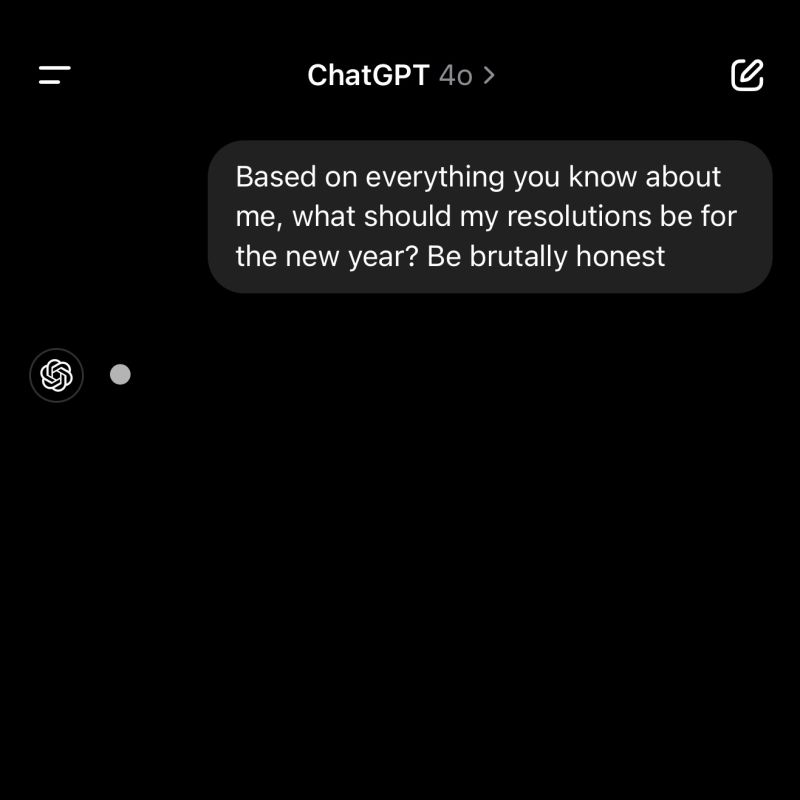 ChatGPT 4o >
Based on everything you know about
me, what should my resolutions be for
the new year? Be brutally honest